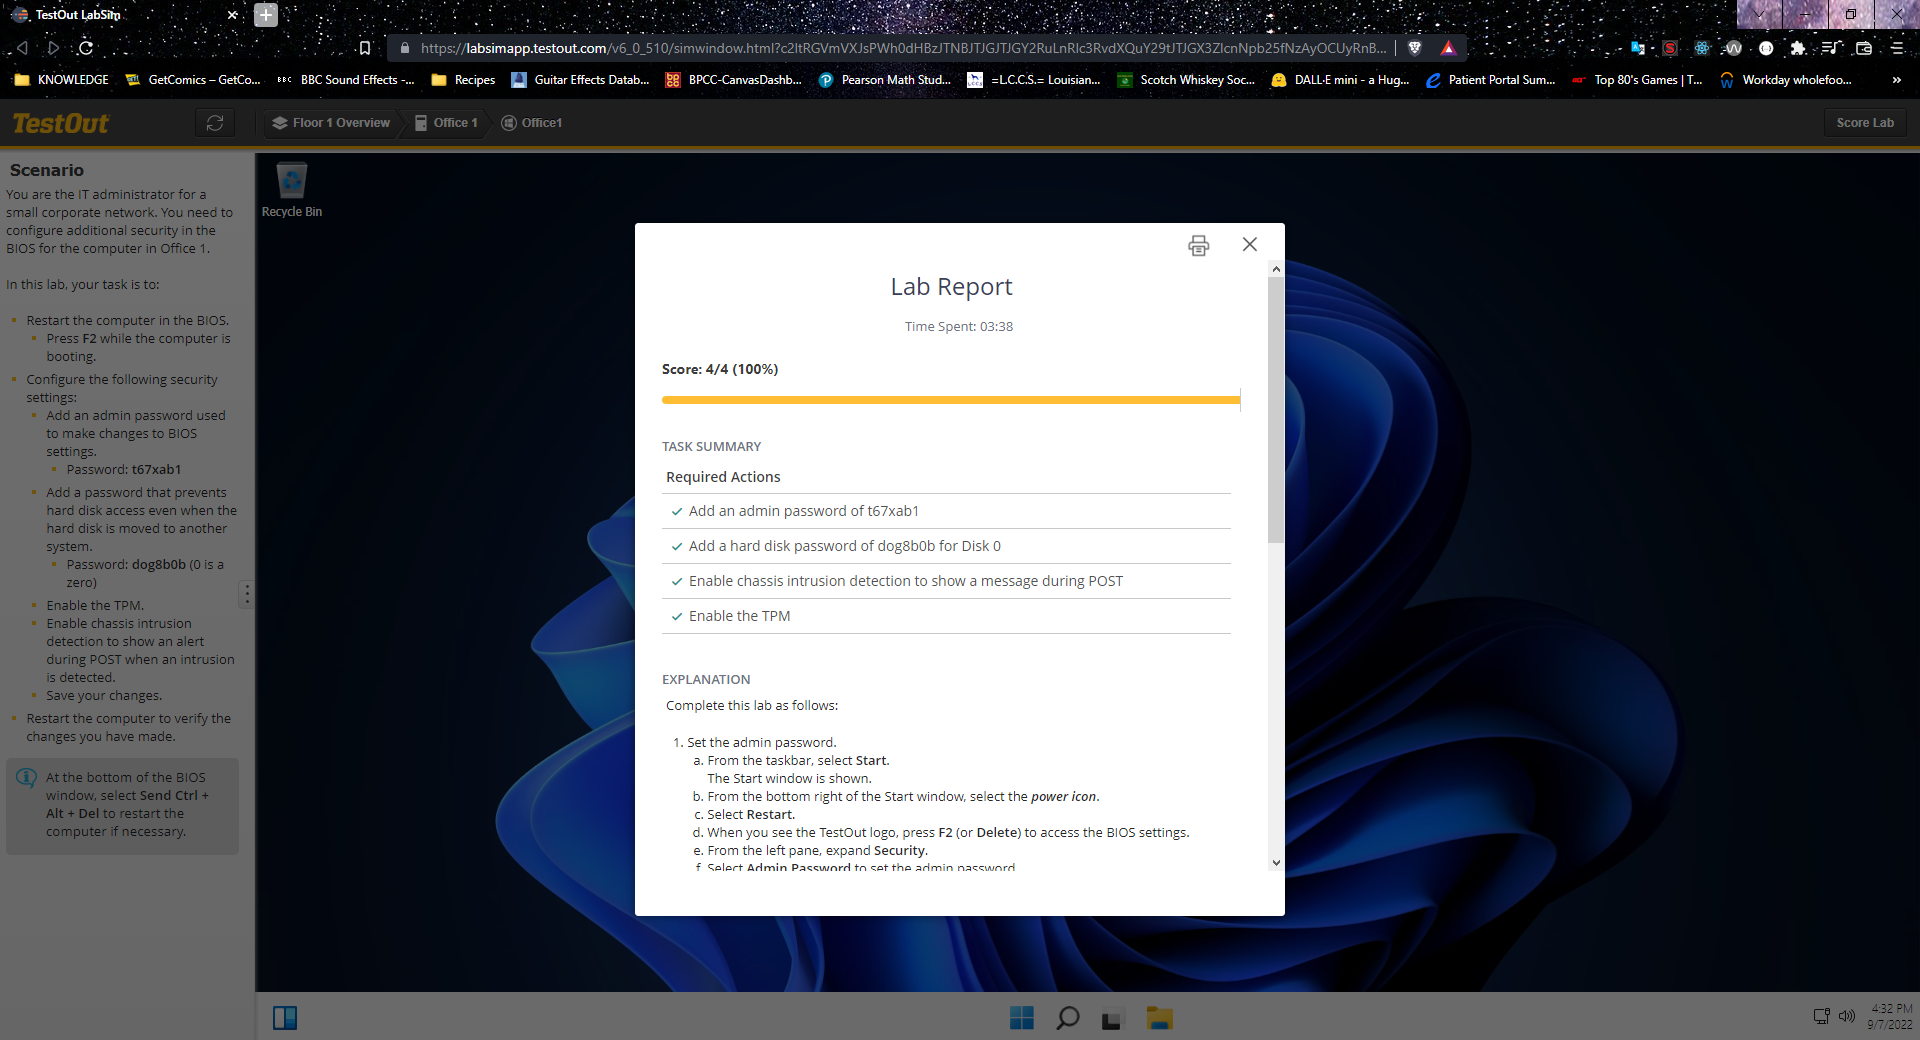 TestOut LabSim
https://labsimapp.testout.com/v6_0_510/simwindow.html?
KNOWLEDGE
GetComics – GetCo...
BBC
BBC Sound Effects -...
Recipes
Guitar Effects Datab...
BPCC-CanvasDashb...
Pearson Math Stud...
=L.C.C.S.= Louisian...
Scotch Whiskey Soc...
DALL·E mini - a Hug...
Patient Portal Sum...
Top 80's Games | T...
Workday wholefoo...
TestOut
Floor 1 Overview
Office 1
Office1
Score Lab
Scenario
You are the IT administrator for a
small corporate network. You need to
configure additional security in the
BIOS for the computer in Office 1.
In this lab, your task is to:
Restart the computer in the BIOS.
Press F2 while the computer is
booting.
Configure the following security
settings:
Add an admin password used
to make changes to BIOS
settings.
Password: t67xab1
Add a password that prevents
hard disk access even when the
hard disk is moved to another
system.
Password: dog8b0b (0 is a
zero)
Enable the TPM.
Enable chassis intrusion
detection to show an alert
during POST when an intrusion
is detected.
Save your changes.
Restart the computer to verify the
changes you have made.
At the bottom of the BIOS
window, select Send Ctrl +
Alt + Del to restart the
computer if necessary.
Recycle Bin
Lab Report
Time Spent: 03:38
Score: 4/4 (100%)
TASK SUMMARY
Required Actions
Add an admin password of t67xab1
Add a hard disk password of dog8b0b for Disk 0
Enable chassis intrusion detection to show a message during POST
Enable the TPM
EXPLANATION
Complete this lab as follows:
1. Set the admin password.
a. From the taskbar, select Start.
The Start window is shown.
b. From the bottom right of the Start window, select the power icon.
c. Select Restart.
d. When you see the TestOut logo, press F2 (or Delete) to access the BIOS settings.
e. From the left pane, expand Security.
f. Select Admin Password to set the admin password.
4:32 PM
9/7/2022